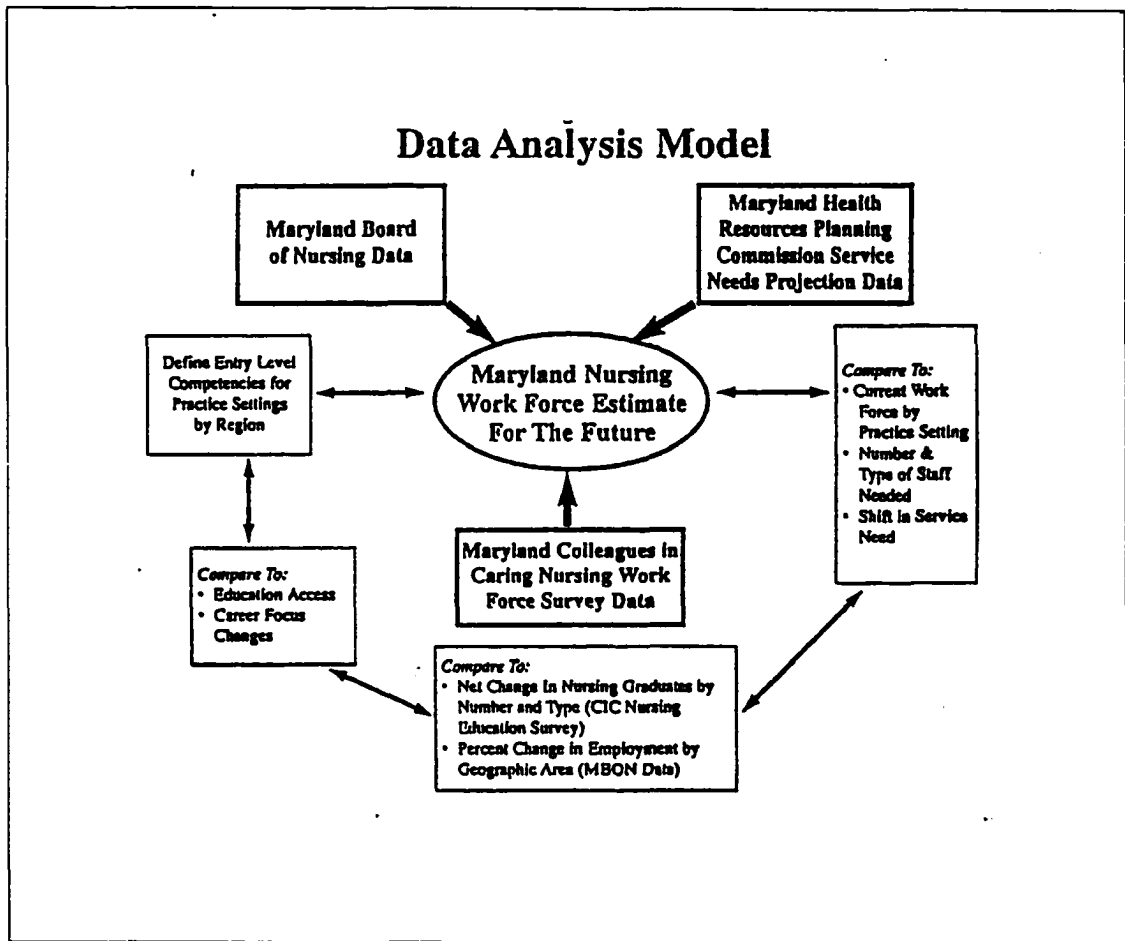 Data Analysis Model
Maryland Board
of Nursing Data
Maryland Health
Resources Planning
Commission Service
Needs Projection Data
Define Entry Level
Competencies for
Practice Settings
by Region
Maryland Nursing
Work Force Estimate
For The Future
Compare To:
• Current Work
Force by
Practice Setting
• Number &
Type of Staff
Needed
• Shift in Service
Need
Maryland Colleagues in
Caring Nursing Work
Force Survey Data
Compare To:
• Education Access
• Career Focus
Changes
Compare To:
• Net Change in Nursing Graduates by
Number and Type (CIC Nursing
Education Survey)
• Percent Change in Employment by
Geographic Area (MBON Data)